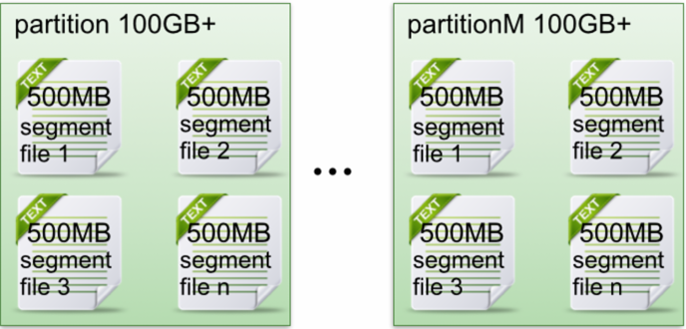 partition 100GB+
TEXT
500MB
segment
file 1
TEXT
500MB
segment
file 2
TEXT
500MB
segment
file 3
TEXT
500MB
segment
file n
...
partitionM 100GB+
TEXT
500MB
segment
file 1
TEXT
500MB
segment
file 2
TEXT
500MB
segment
file 3
TEXT
500MB
segment
file n